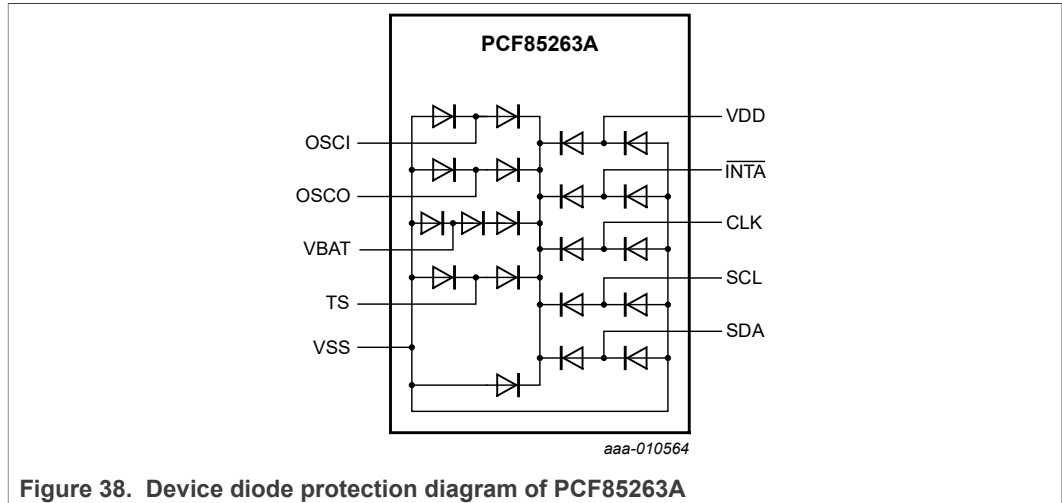 PCF85263A
OSCI
OSCO
VBAT
TS
VSS
VDD
INTA
CLK
SCL
SDA
aaa-010564
Figure 38. Device diode protection diagram of PCF85263A